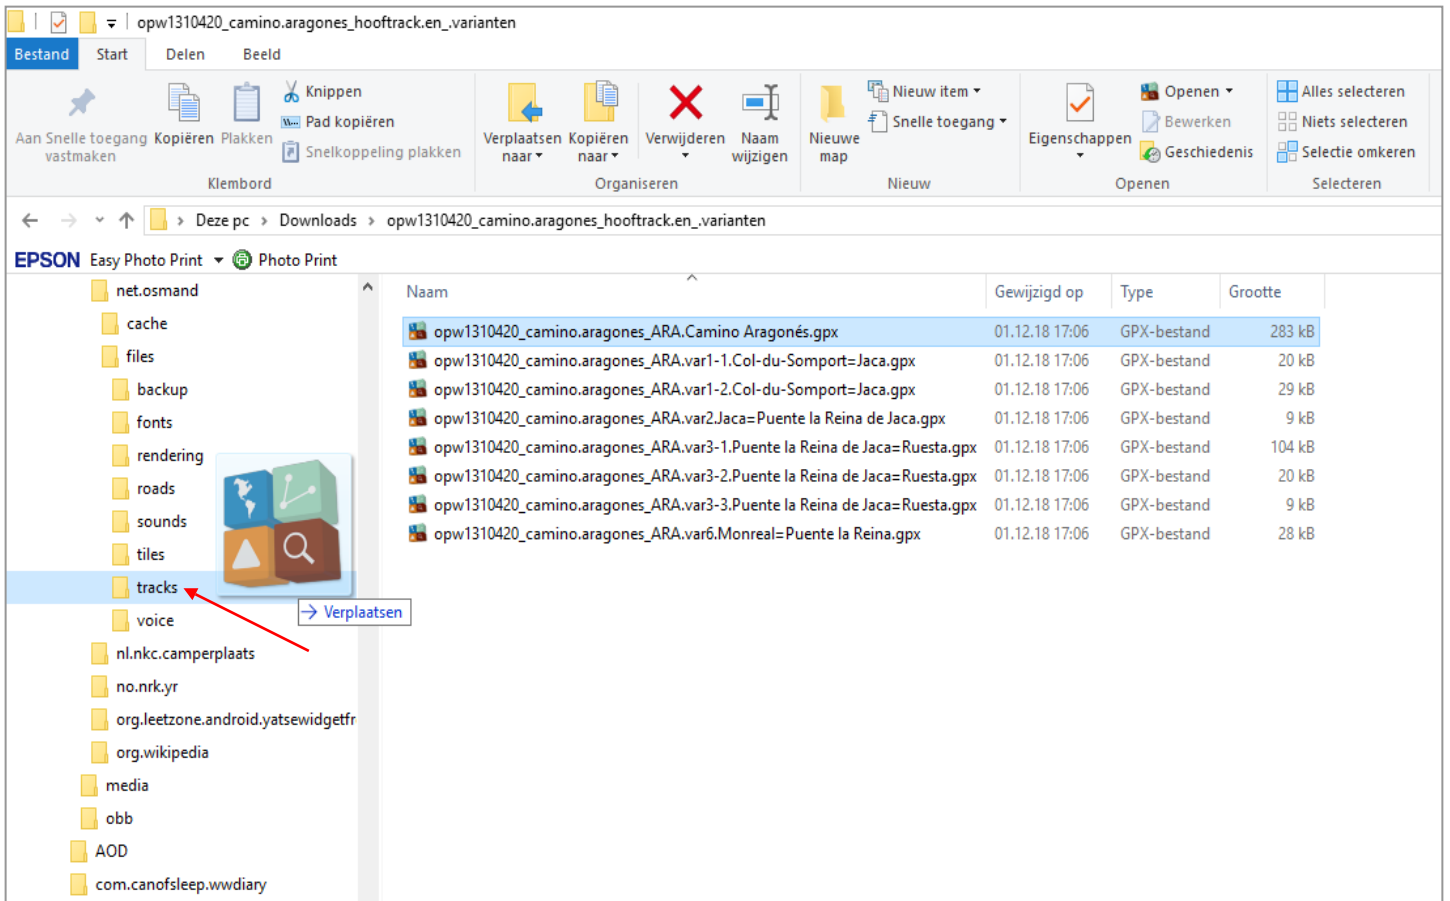 opw1310420_camino.aragones_hooftrack.en_.varianten
Bestand Start Delen Beeld
Aan Snelle toegang vastmaken
Kopiëren
Plakken
Knippen
Pad kopiëren
Snelkoppeling plakken
Klembord
Verplaatsen naar
Kopiëren naar
Verwijderen
Naam wijzigen
Organiseren
Nieuwe map
Nieuw item
Snelle toegang
Nieuw
Eigenschappen
Openen
Bewerken
Geschiedenis
Openen
Alles selecteren
Niets selecteren
Selectie omkeren
Selecteren
Deze pc > Downloads > opw1310420_camino.aragones_hooftrack.en_.varianten
EPSON Easy Photo Print Photo Print
net.osmand
cache
files
backup
fonts
rendering
roads
sounds
tiles
tracks
voice
nl.nkc.camperplaats
no.nrk.yr
org.leetzone.android.yatsewidgetfr
org.wikipedia
media
obb
AOD
com.canofsleep.wwdiary
Verplaatsen
Naam Gewijzigd op Type Grootte
opw1310420_camino.aragones_ARA.Camino Aragonés.gpx 01.12.18 17:06 GPX-bestand 283 kB
opw1310420_camino.aragones_ARA.var1-1.Col-du-Somport=Jaca.gpx 01.12.18 17:06 GPX-bestand 20 kB
opw1310420_camino.aragones_ARA.var1-2.Col-du-Somport=Jaca.gpx 01.12.18 17:06 GPX-bestand 29 kB
opw1310420_camino.aragones_ARA.var2.Jaca=Puente la Reina de Jaca.gpx 01.12.18 17:06 GPX-bestand 9 kB
opw1310420_camino.aragones_ARA.var3-1.Puente la Reina de Jaca=Ruesta.gpx 01.12.18 17:06 GPX-bestand 104 kB
opw1310420_camino.aragones_ARA.var3-2.Puente la Reina de Jaca=Ruesta.gpx 01.12.18 17:06 GPX-bestand 20 kB
opw1310420_camino.aragones_ARA.var3-3.Puente la Reina de Jaca=Ruesta.gpx 01.12.18 17:06 GPX-bestand 9 kB
opw1310420_camino.aragones_ARA.var6.Monreal=Puente la Reina.gpx 01.12.18 17:06 GPX-bestand 28 kB